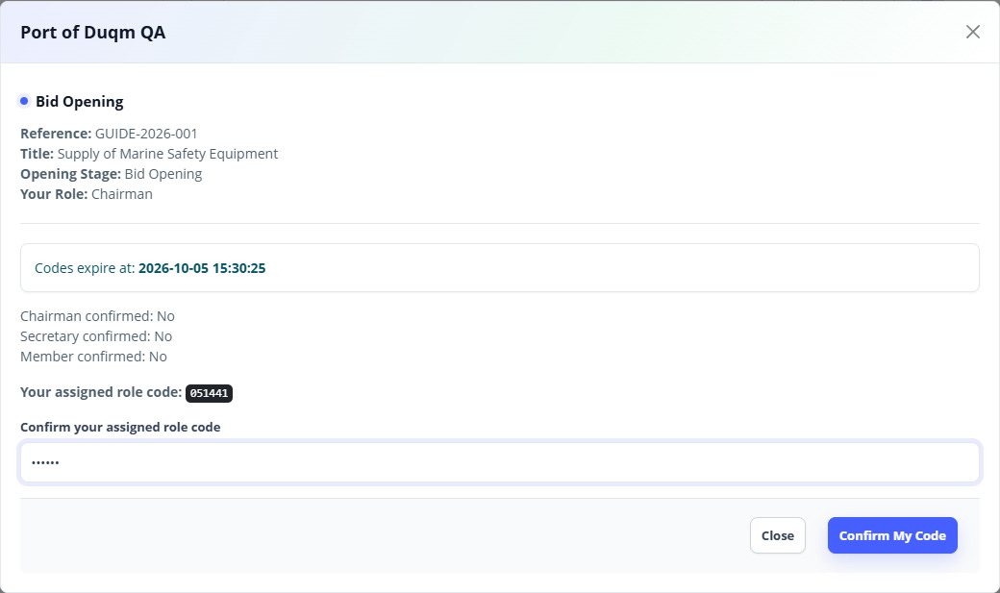 Port of Duqm QA
Bid Opening
Reference: GUIDE-2026-001
Title: Supply of Marine Safety Equipment
Opening Stage: Bid Opening
Your Role: Chairman
Codes expire at: 2026-10-05 15:30:25
Chairman confirmed: No
Secretary confirmed: No
Member confirmed: No
Your assigned role code: 051441
Confirm your assigned role code
••••••
Close
Confirm My Code